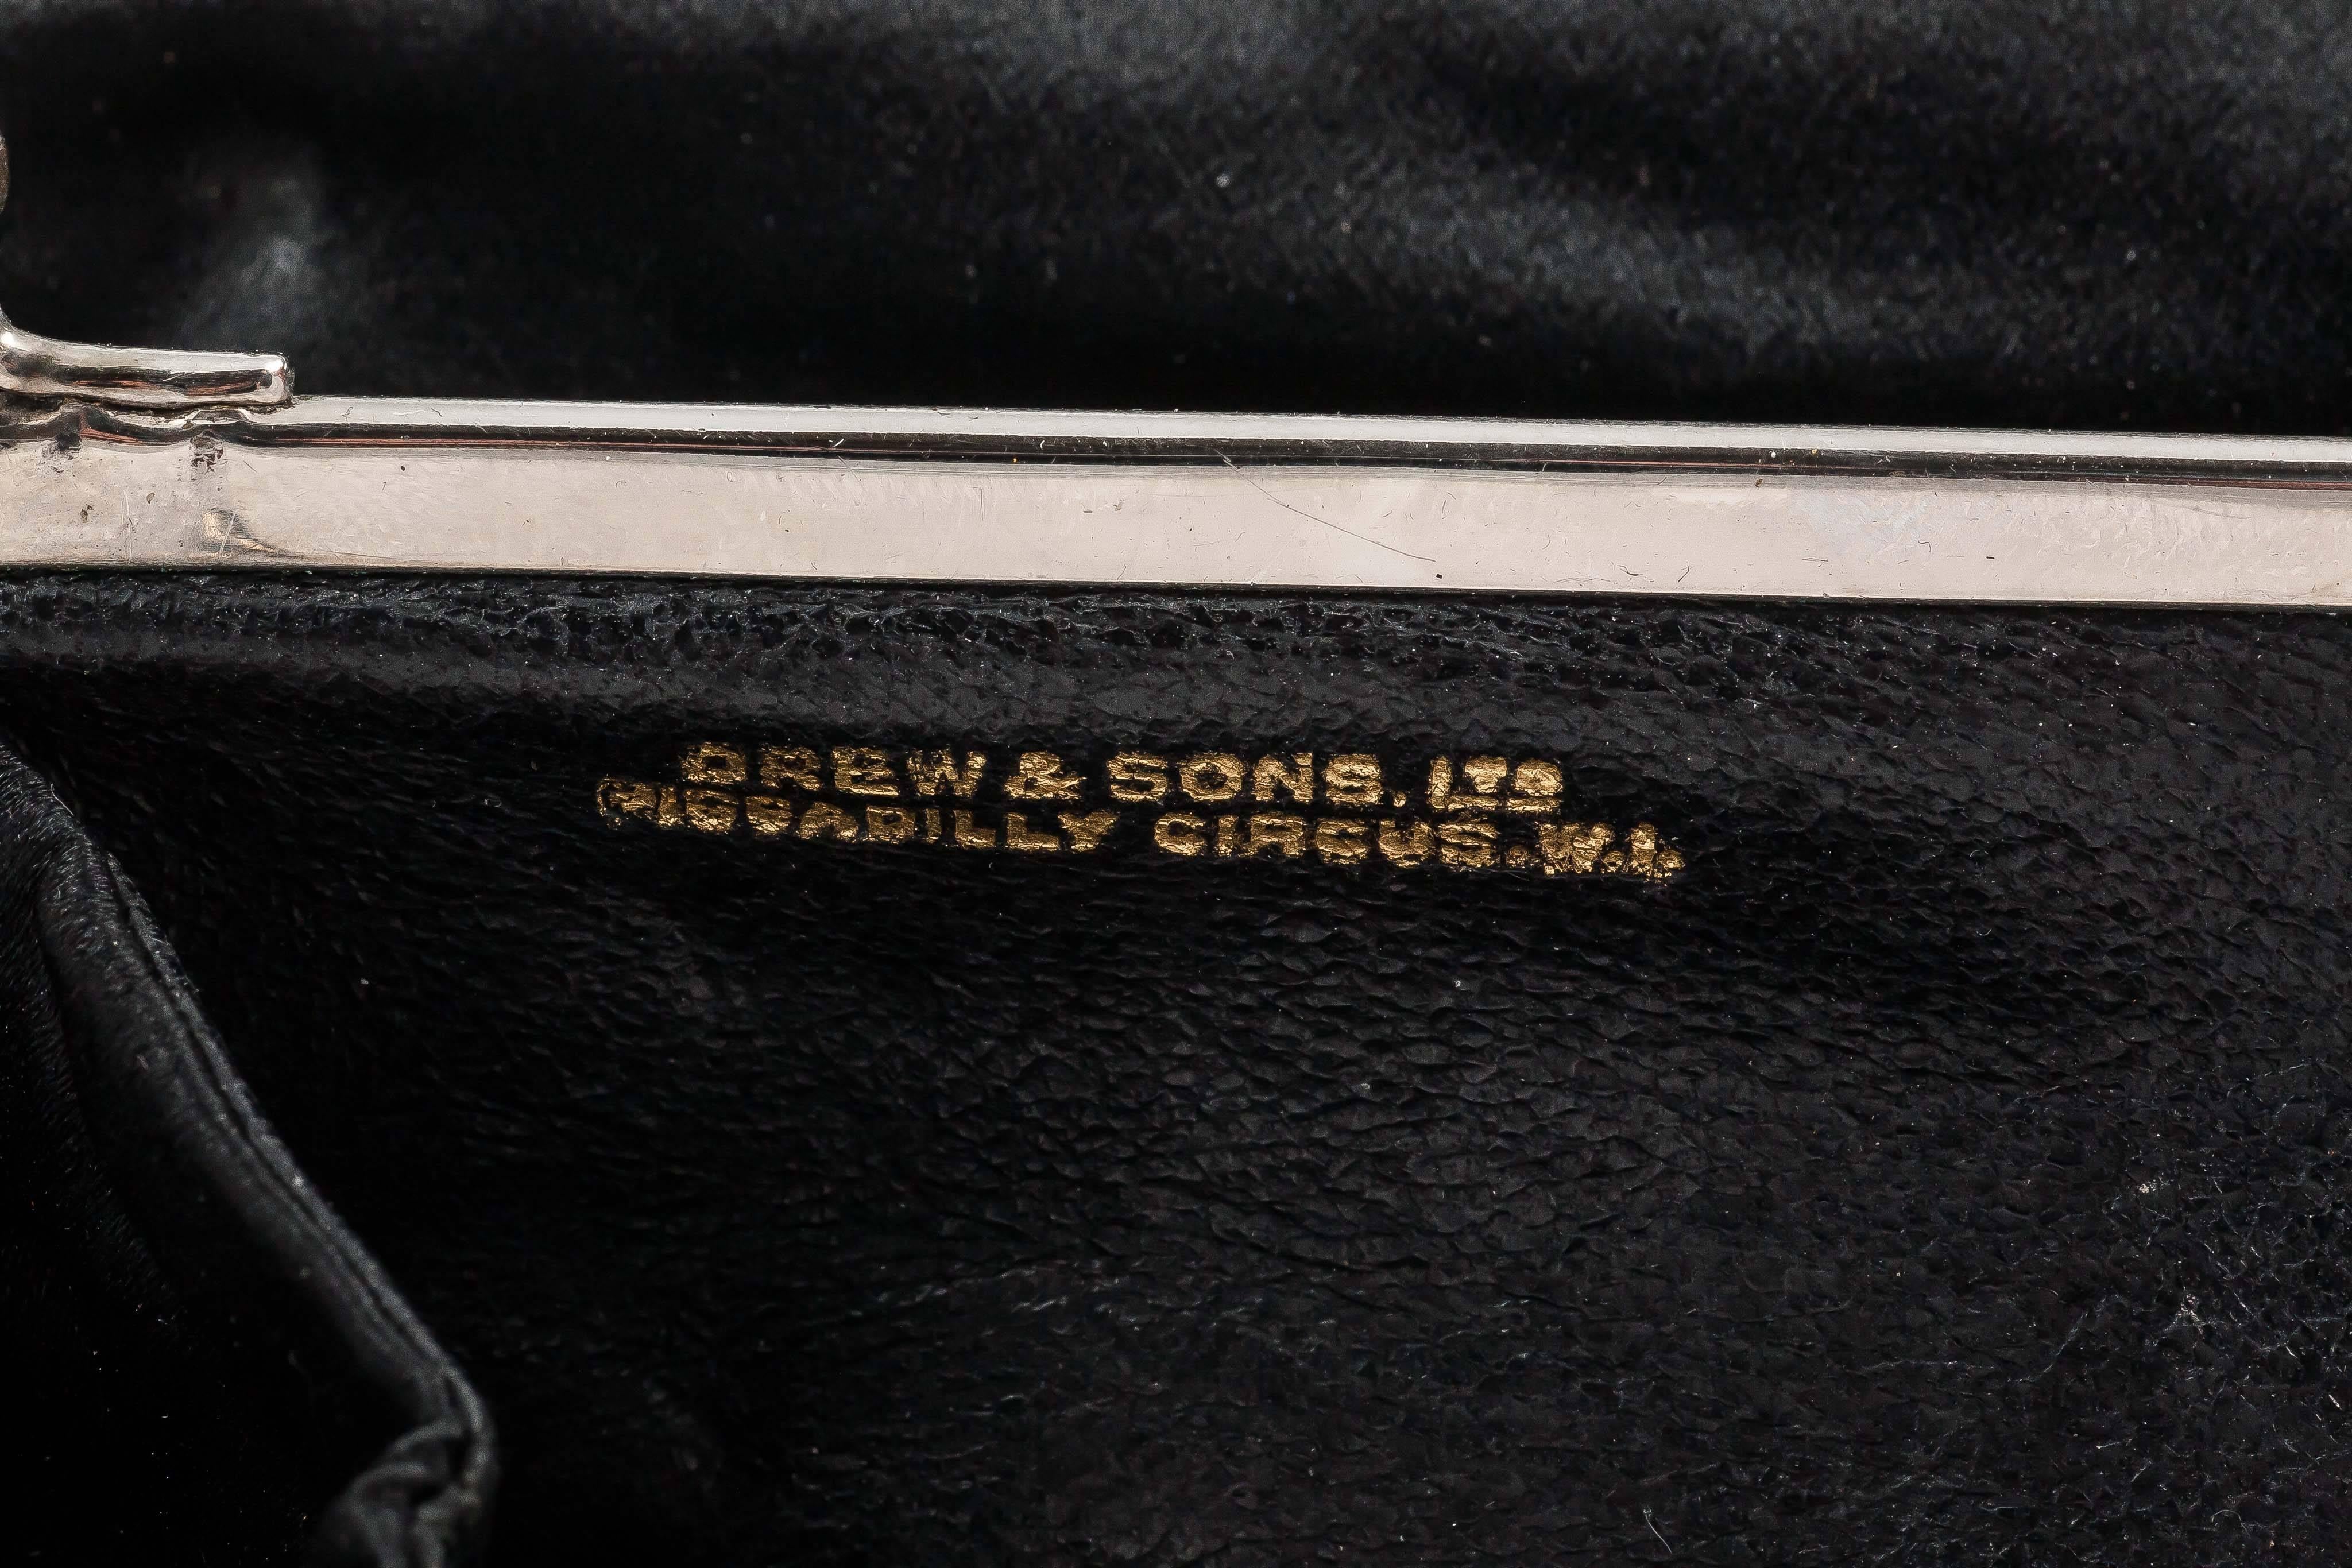 DREW & SONS. LTD
PICCADILLY CIRCUS. W.1.